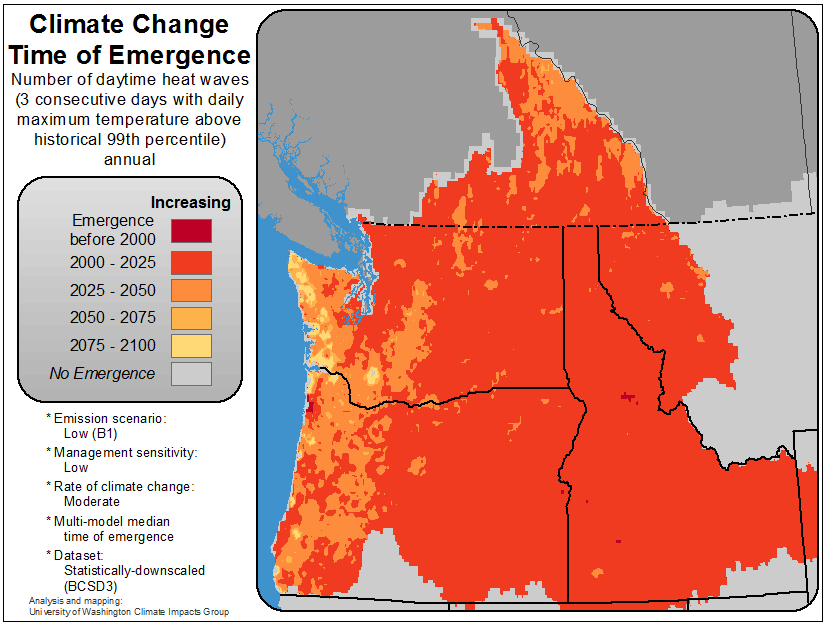 Climate Change
Time of Emergence
Number of daytime heat waves
(3 consecutive days with daily
maximum temperature above
historical 99th percentile)
annual
Increasing
Emergence
before 2000
2000 - 2025
2025 - 2050
2050 - 2075
2075 - 2100
No Emergence
* Emission scenario:
Low (B1)
* Management sensitivity:
Low
* Rate of climate change:
Moderate
* Multi-model median
time of emergence
* Dataset:
Statistically-downscaled
(BCSD3)
Analysis and mapping:
University of Washington Climate Impacts Group